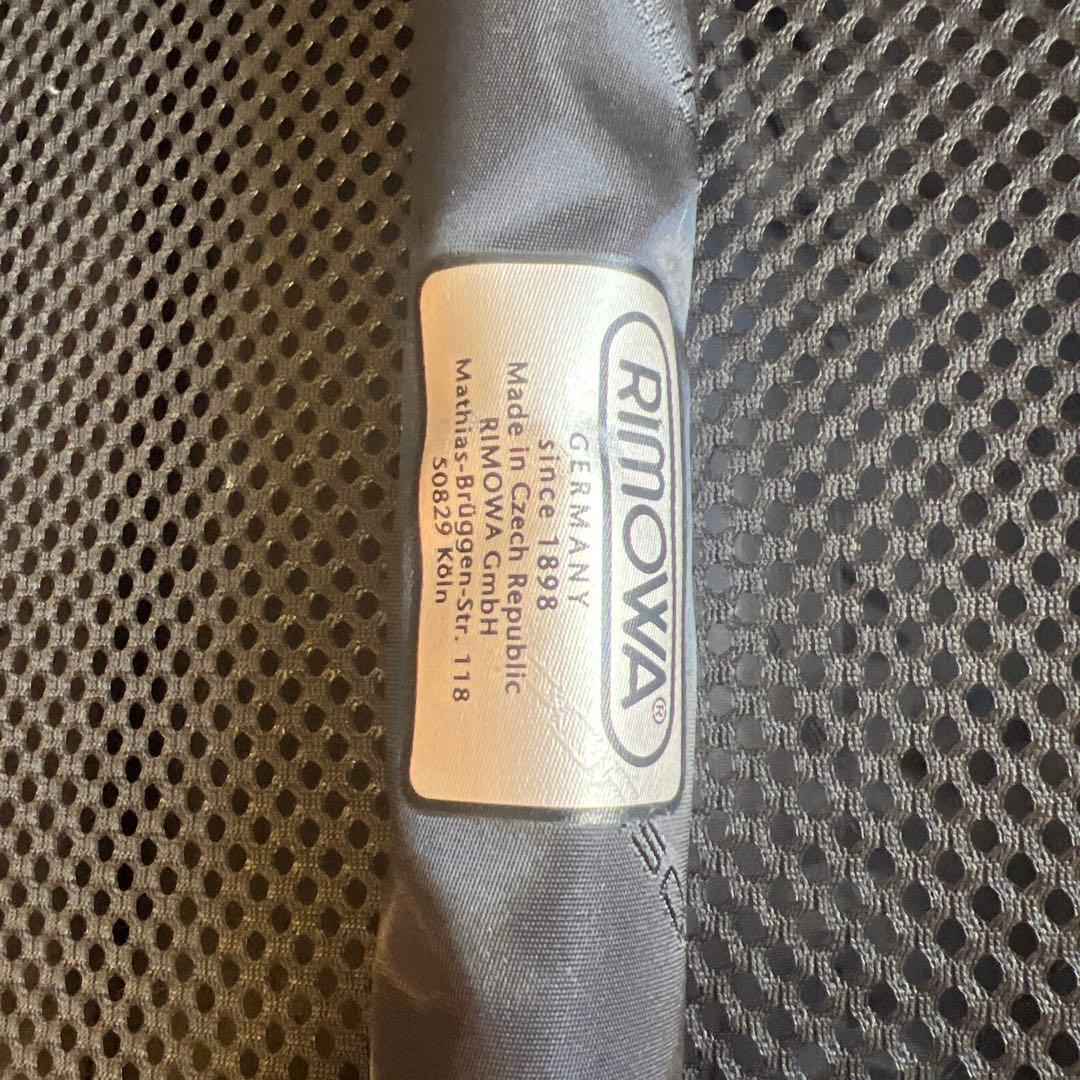 RIMOWA®
GERMANY
since 1898
Made in Czech Republic
RIMOWA GmbH
Mathias-Brüggen-Str. 118
50829 Köln